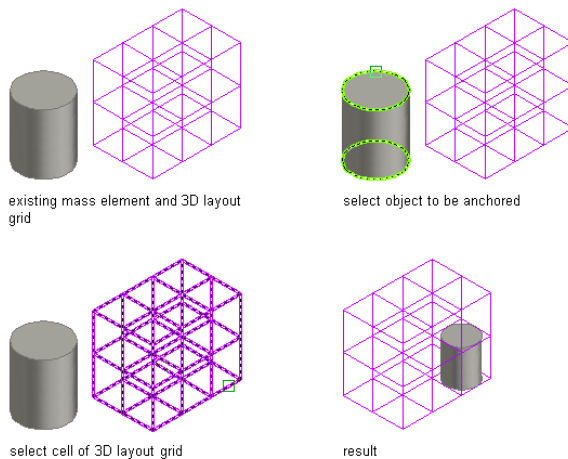 existing mass element and 3D layout
grid
select object to be anchored
select cell of 3D layout grid
result